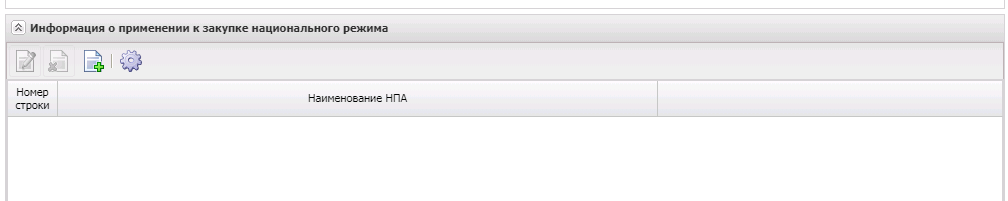 Информация о применении к закупке национального режима
Номер
строки
Наименование НПА